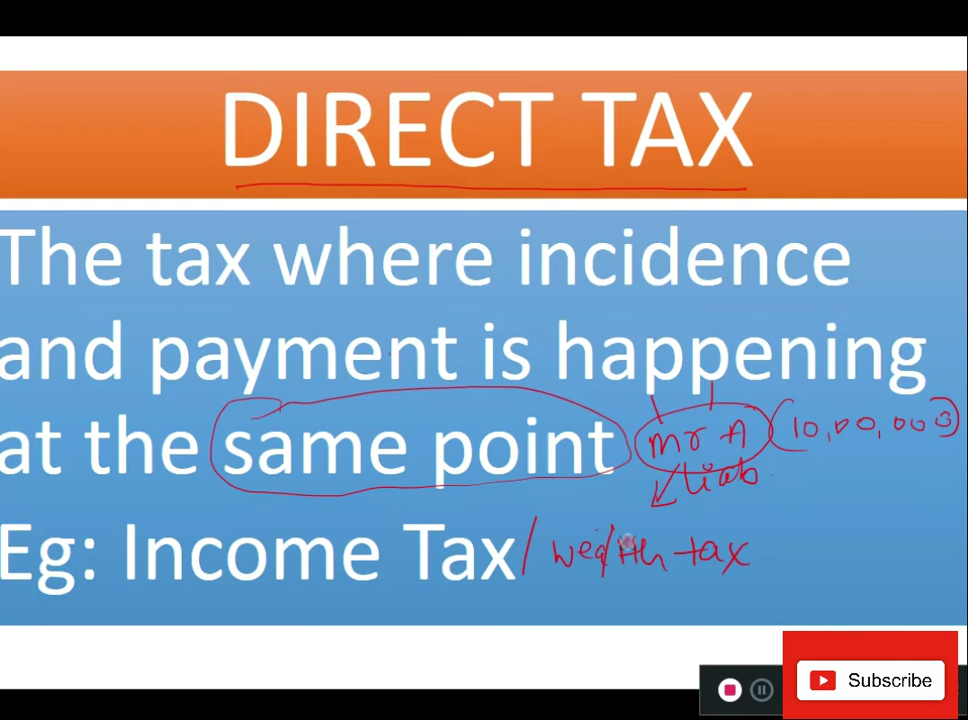 DIRECT TAX
The tax where incidence
and payment is happening
at the same point Mr A (10,00,000)
Liab
Eg: Income Tax / wealth tax
Subscribe